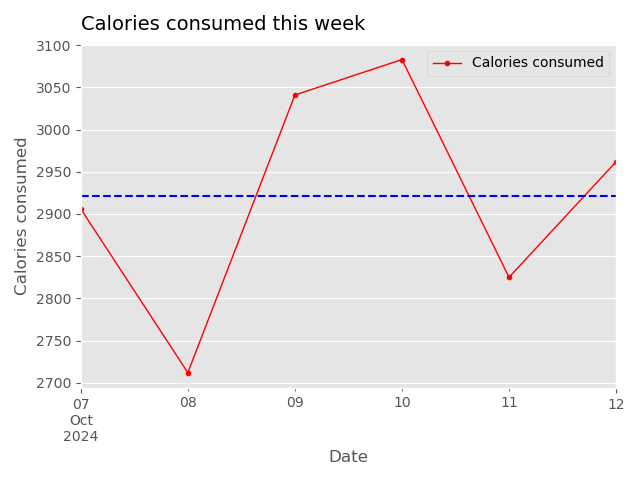 Calories consumed this week
Calories consumed
Calories consumed
3100
3050
3000
2950
2900
2850
2800
2750
2700
07 08 09 10 11 12
Oct
2024
Date